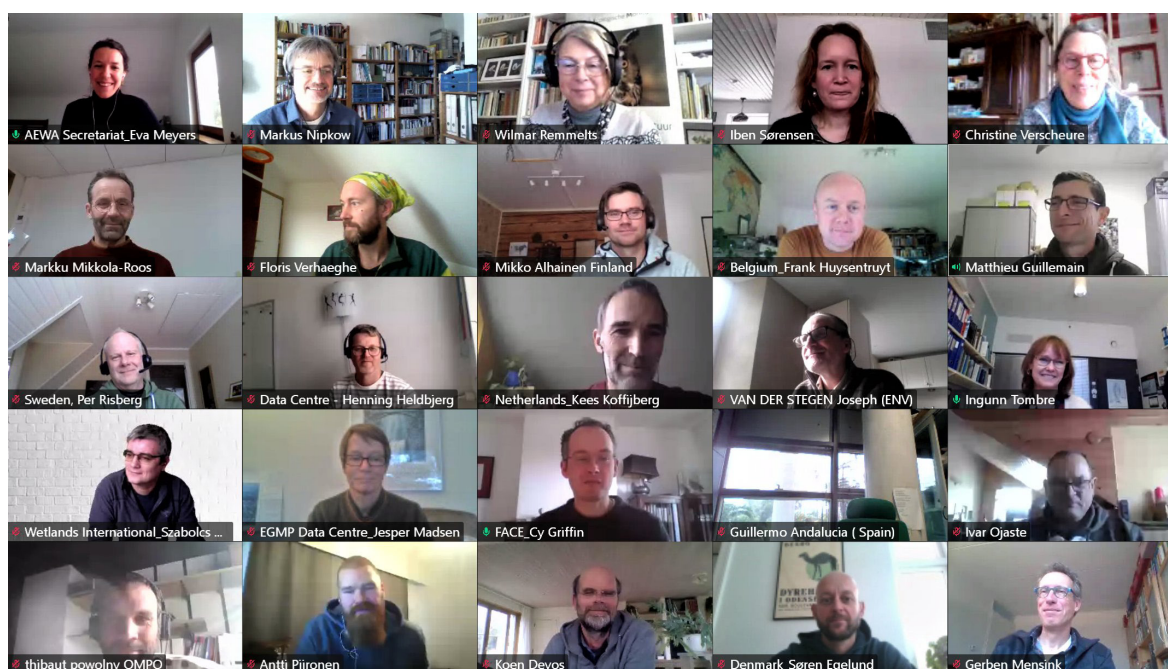 AEWA Secretariat_Eva Meyers
Markus Nipkow
Wilmar Remmelts
Iben Sørensen
Christine Verscheure
Markku Mikkola-Roos
Floris Verhaeghe
Mikko Alhainen Finland
Belgium_Frank Huysentruyt
Matthieu Guillemain
Sweden, Per Risberg
Data Centre - Henning Heldbjerg
Netherlands_Kees Koffijberg
VAN DER STEGEN Joseph (ENV)
Ingunn Tombre
Wetlands International_Szabolcs ...
EGMP Data Centre_Jesper Madsen
FACE_Cy Griffin
Guillermo Andalucia ( Spain)
Ivar Ojaste
DYREH
I ODENSE
thibaut powolny OMPO
Antti Piironen
Koen Devos
Denmark_Søren Egelund
Gerben Mensink